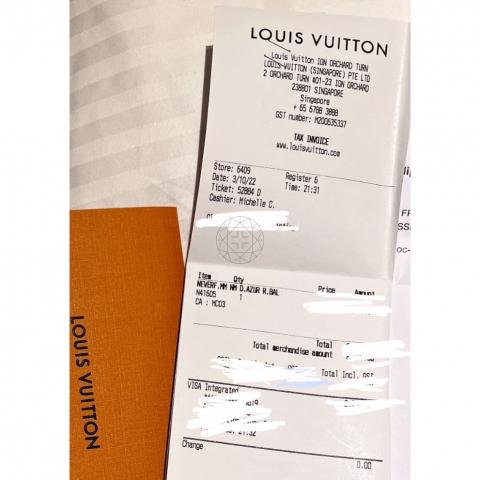 LOUIS VUITTON
Louis Vuitton ION ORCHARD TURN
LOUIS VUITTON (SINGAPORE) PTE LTD
2 ORCHARD TURN #01-23 ION ORCHARD
238801 SINGAPORE
Singapore
+ 65 6788 3888
GST number: M200635337
TAX INVOICE
www.louisvuitton.com
Store: 6409 Register 6
Date: 3/10/22 Time: 21:31
Ticket: 52884 D
Cashier: Michelle C.
Item Qty Price Amount
NEVERF.MM NM D.AZUR R.BAL
N41605 1
CA : MC03
Total
Total merchandise amount
Total Incl. GST
VISA Integrated
Change
0.00
LOUIS VUITTON